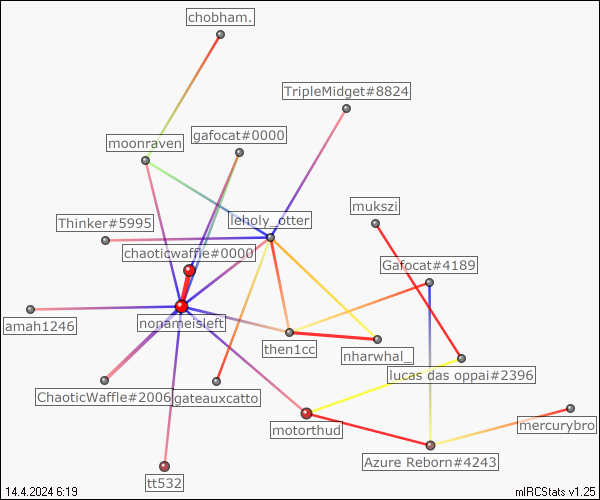 chobham.
TripleMidget#8824
gafocat#0000
moonraven
mukszi
leholy_otter
Thinker#5995
chaoticwaffle#0000
Gafocat#4189
amah1246
nonameisleft
then1cc
nharwhal_
lucas das oppai#2396
ChaoticWaffle#2006
gateauxcatto
mercurybro
motorthud
Azure Reborn#4243
tt532
14.4.2024 6:19
mIRCStats v1.25